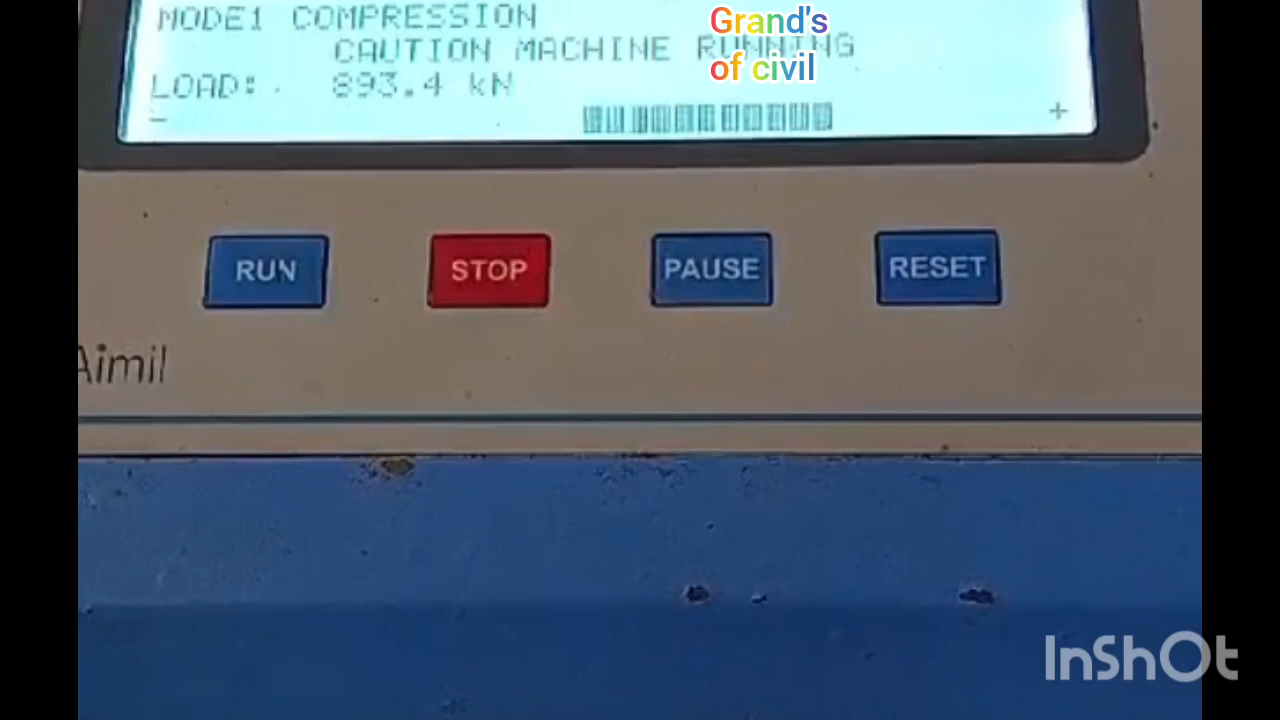 MODE1 COMPRESSION
CAUTION MACHINE RUNNING
LOAD: 893.4 kN
- +
Grand's
of civil
RUN STOP PAUSE RESET
Aimil
InShOt